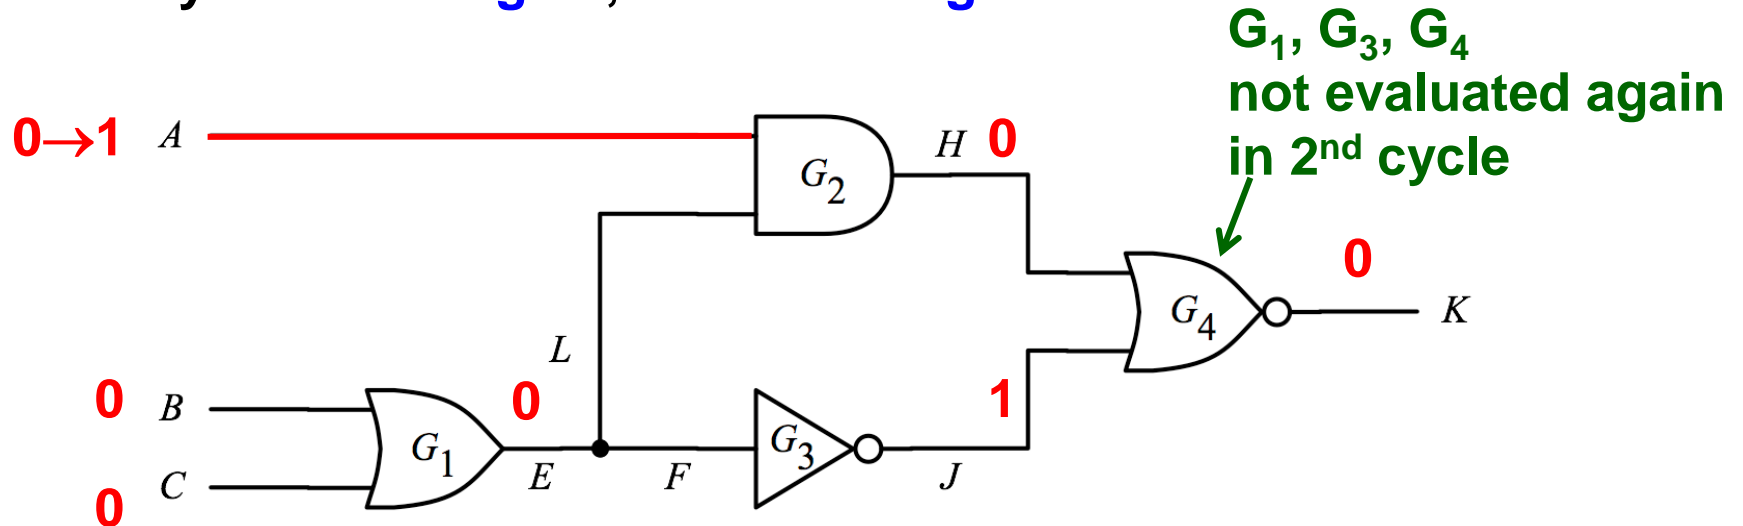 G1, G3, G4
not evaluated again
in 2nd cycle
0→1 A
G2
H 0
0
G4
K
L
0 B
0
1
G1
G3
E
F
J
C
0